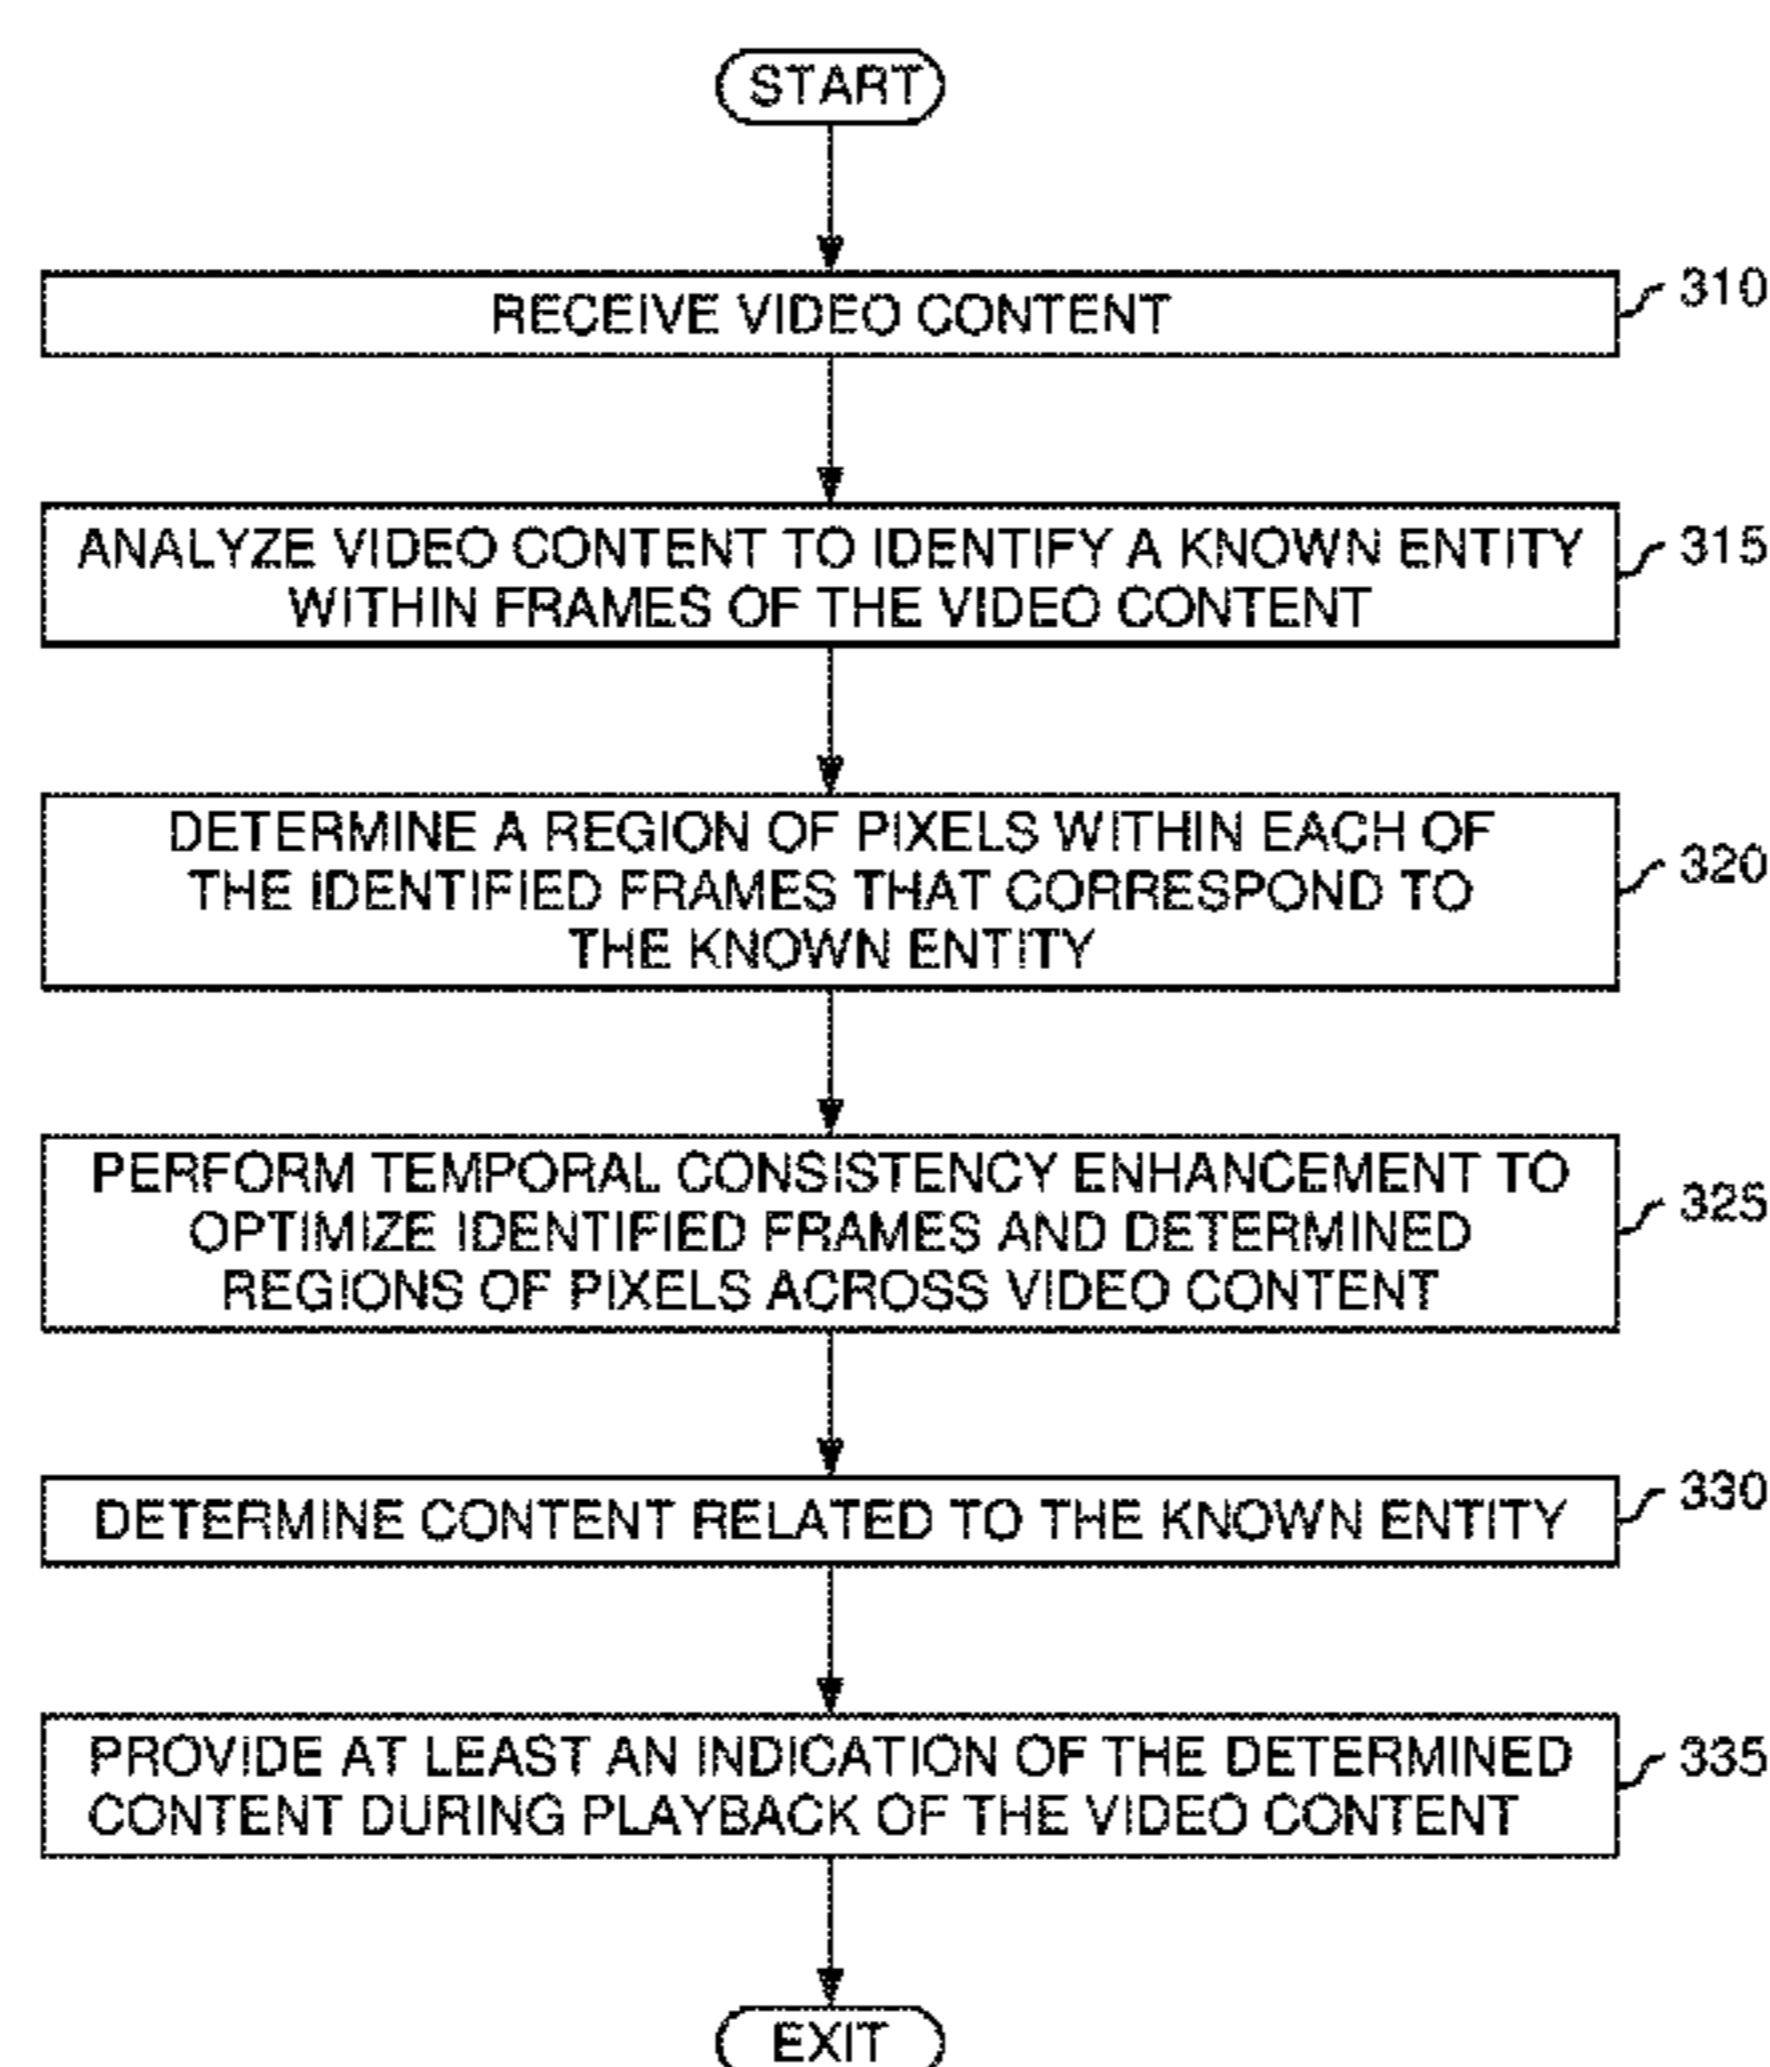 START
RECEIVE VIDEO CONTENT
310
ANALYZE VIDEO CONTENT TO IDENTIFY A KNOWN ENTITY
WITHIN FRAMES OF THE VIDEO CONTENT
315
DETERMINE A REGION OF PIXELS WITHIN EACH OF
THE IDENTIFIED FRAMES THAT CORRESPOND TO
THE KNOWN ENTITY
320
PERFORM TEMPORAL CONSISTENCY ENHANCEMENT TO
OPTIMIZE IDENTIFIED FRAMES AND DETERMINED
REGIONS OF PIXELS ACROSS VIDEO CONTENT
325
DETERMINE CONTENT RELATED TO THE KNOWN ENTITY
330
PROVIDE AT LEAST AN INDICATION OF THE DETERMINED
CONTENT DURING PLAYBACK OF THE VIDEO CONTENT
335
EXIT